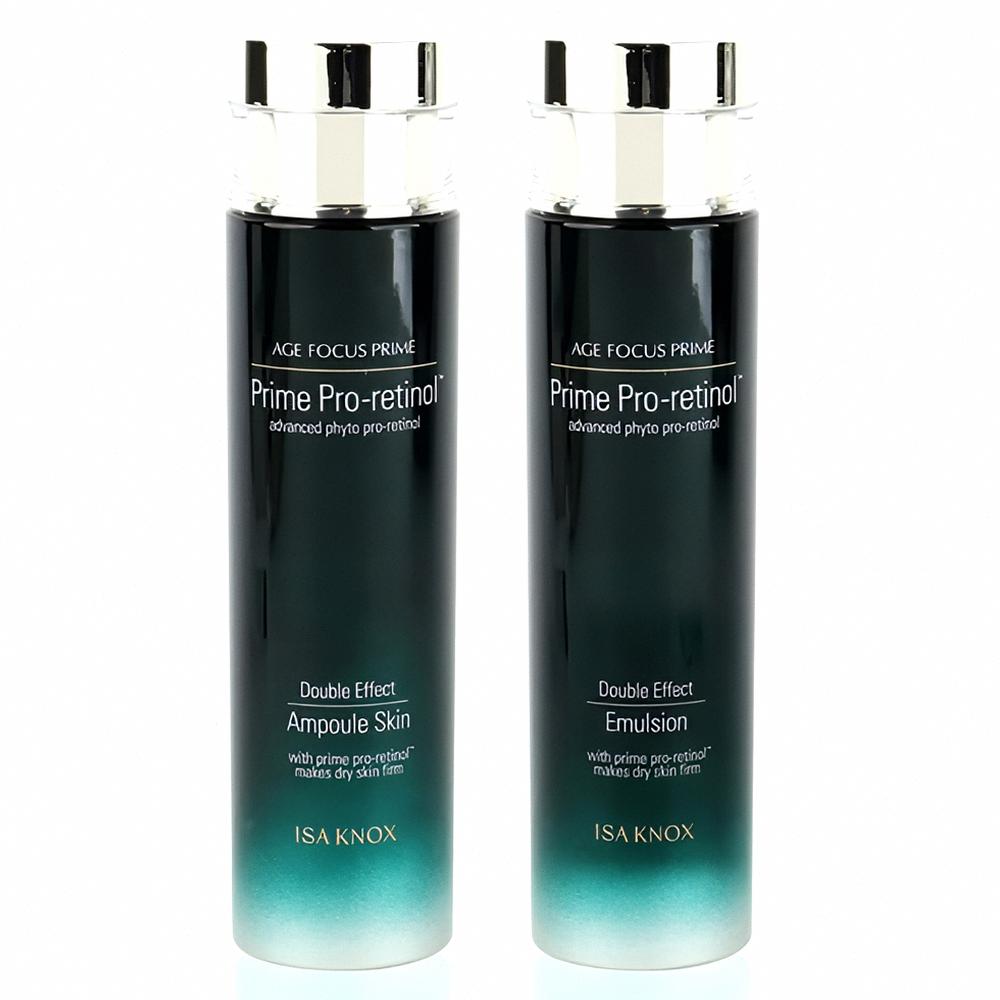 AGE FOCUS PRIME
Prime Pro-retinol™
advanced phyto pro-retinol
Double Effect
Ampoule Skin
with prime pro-retinol™
makes dry skin firm
ISA KNOX
AGE FOCUS PRIME
Prime Pro-retinol™
advanced phyto pro-retinol
Double Effect
Emulsion
with prime pro-retinol™
makes dry skin firm
ISA KNOX